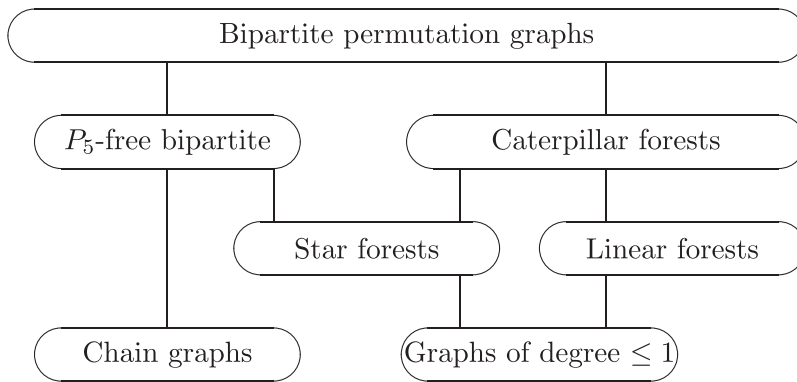 Bipartite permutation graphs
P₅-free bipartite
Caterpillar forests
Star forests
Linear forests
Chain graphs
Graphs of degree ≤ 1